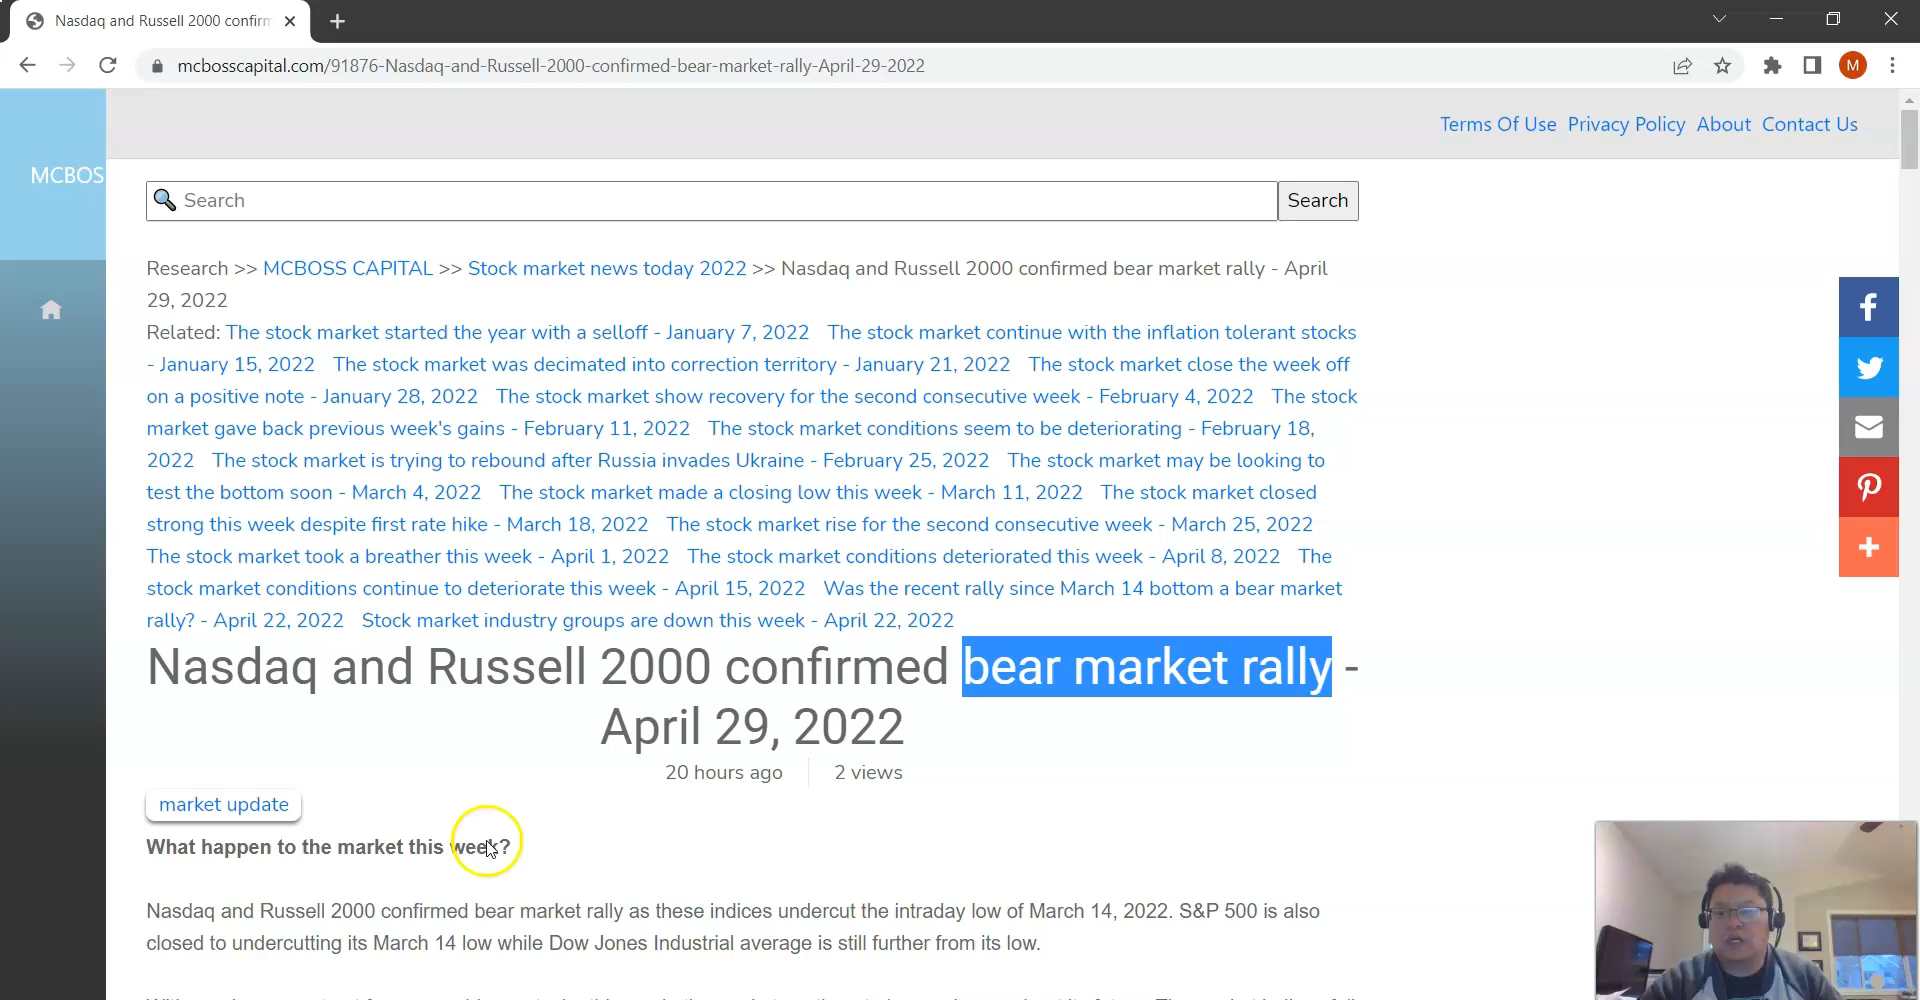 Nasdaq and Russell 2000 confirm
mcbosscapital.com/91876-Nasdaq-and-Russell-2000-confirmed-bear-market-rally-April-29-2022
M
Terms Of Use Privacy Policy About Contact Us
MCBOS
Search Search
Research >> MCBOSS CAPITAL >> Stock market news today 2022 >> Nasdaq and Russell 2000 confirmed bear market rally - April
29, 2022
Related: The stock market started the year with a selloff - January 7, 2022 The stock market continue with the inflation tolerant stocks
- January 15, 2022 The stock market was decimated into correction territory - January 21, 2022 The stock market close the week off
on a positive note - January 28, 2022 The stock market show recovery for the second consecutive week - February 4, 2022 The stock
market gave back previous week's gains - February 11, 2022 The stock market conditions seem to be deteriorating - February 18,
2022 The stock market is trying to rebound after Russia invades Ukraine - February 25, 2022 The stock market may be looking to
test the bottom soon - March 4, 2022 The stock market made a closing low this week - March 11, 2022 The stock market closed
strong this week despite first rate hike - March 18, 2022 The stock market rise for the second consecutive week - March 25, 2022
The stock market took a breather this week - April 1, 2022 The stock market conditions deteriorated this week - April 8, 2022 The
stock market conditions continue to deteriorate this week - April 15, 2022 Was the recent rally since March 14 bottom a bear market
rally? - April 22, 2022 Stock market industry groups are down this week - April 22, 2022
Nasdaq and Russell 2000 confirmed bear market rally -
April 29, 2022
20 hours ago 2 views
market update
What happen to the market this week?
Nasdaq and Russell 2000 confirmed bear market rally as these indices undercut the intraday low of March 14, 2022. S&P 500 is also
closed to undercutting its March 14 low while Dow Jones Industrial average is still further from its low.